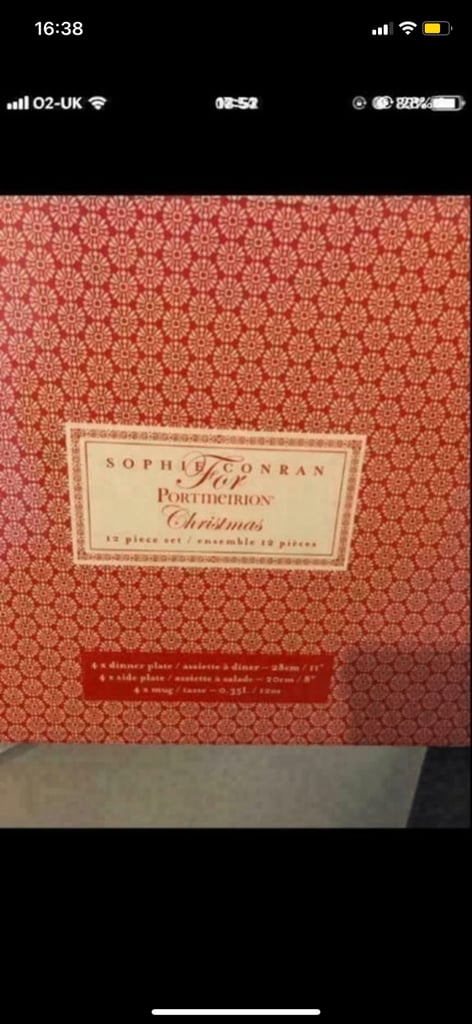 16:38
O2-UK
SOPHIE CONRAN
For
PORTMEIRION
Christmas
12 piece set / ensemble 12 pièces
4 x dinner plate / assiette à diner – 28cm / 11"
4 x side plate / assiette à salade – 20cm / 8"
4 x mug / tasse – 0.35L / 12oz